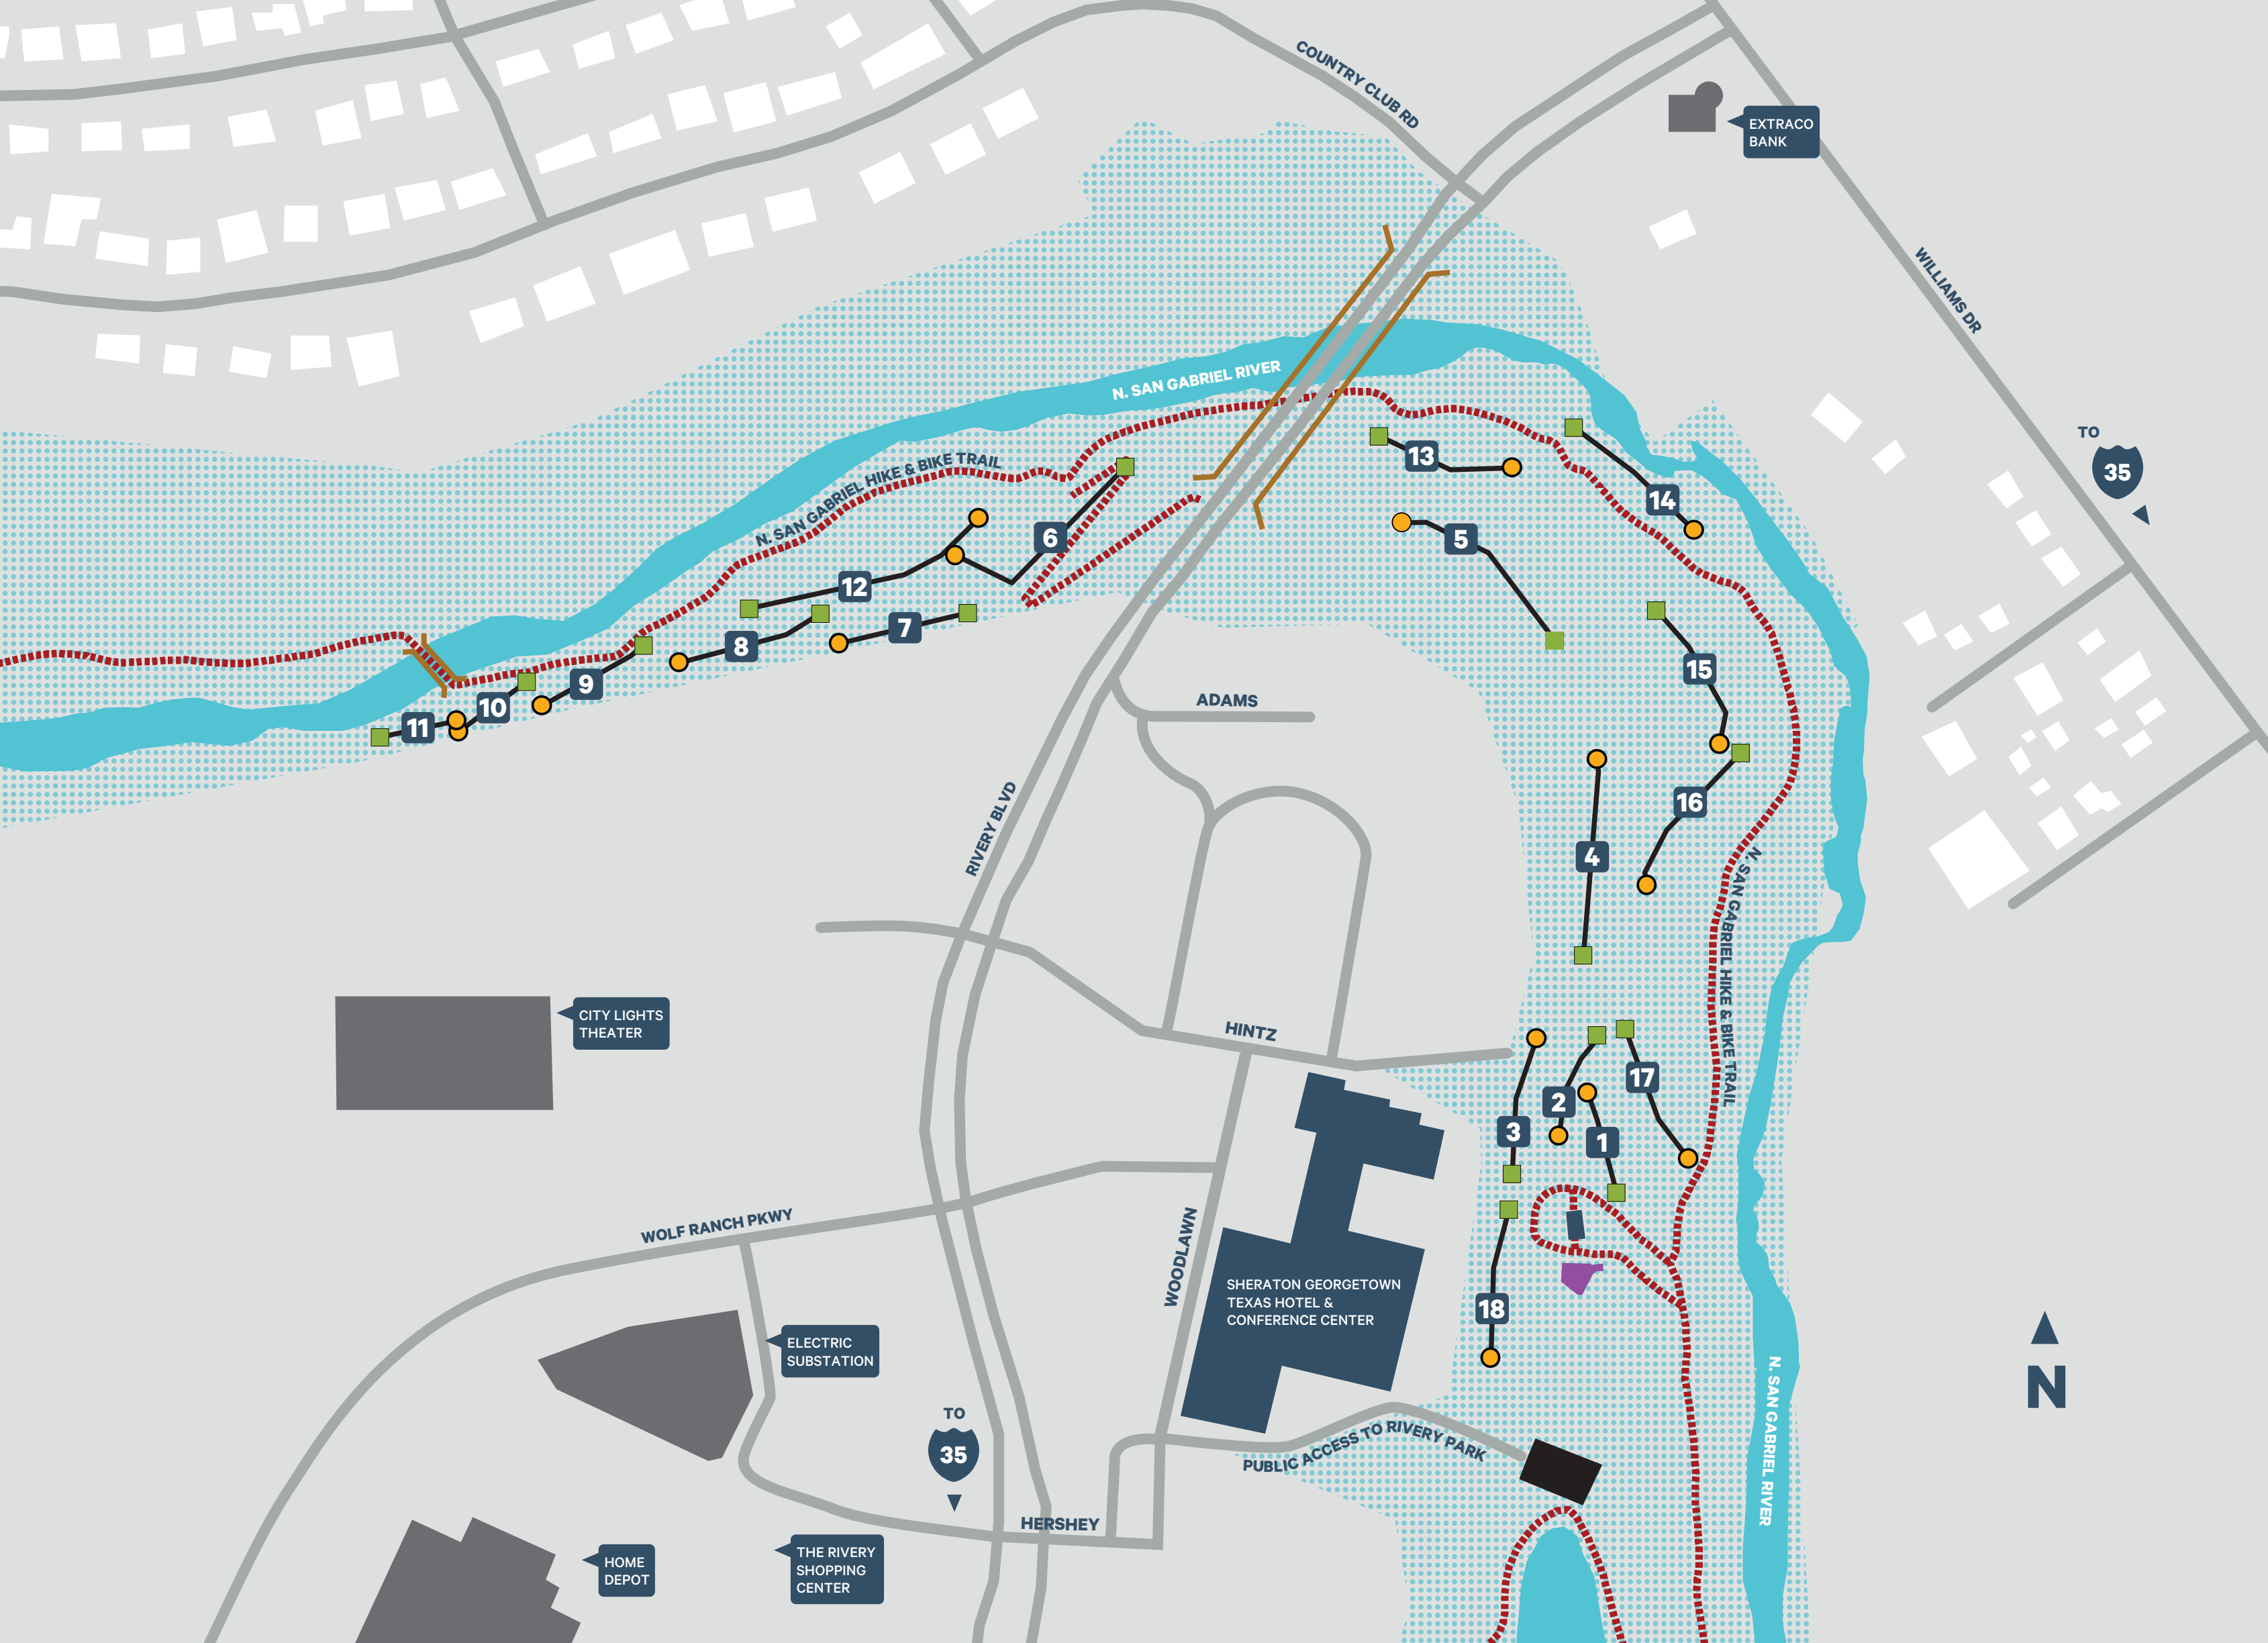 COUNTRY CLUB RD
EXTRACO
BANK
WILLIAMS DR
TO
35
N. SAN GABRIEL RIVER
N. SAN GABRIEL HIKE & BIKE TRAIL
13
14
6
5
12
7
8
9
10
11
15
16
4
ADAMS
RIVERY BLVD
N. SAN GABRIEL HIKE & BIKE TRAIL
CITY LIGHTS
THEATER
HINTZ
17
2
3
1
18
WOLF RANCH PKWY
WOODLAWN
SHERATON GEORGETOWN
TEXAS HOTEL &
CONFERENCE CENTER
ELECTRIC
SUBSTATION
TO
35
PUBLIC ACCESS TO RIVERY PARK
N. SAN GABRIEL RIVER
N
HERSHEY
HOME
DEPOT
THE RIVERY
SHOPPING
CENTER